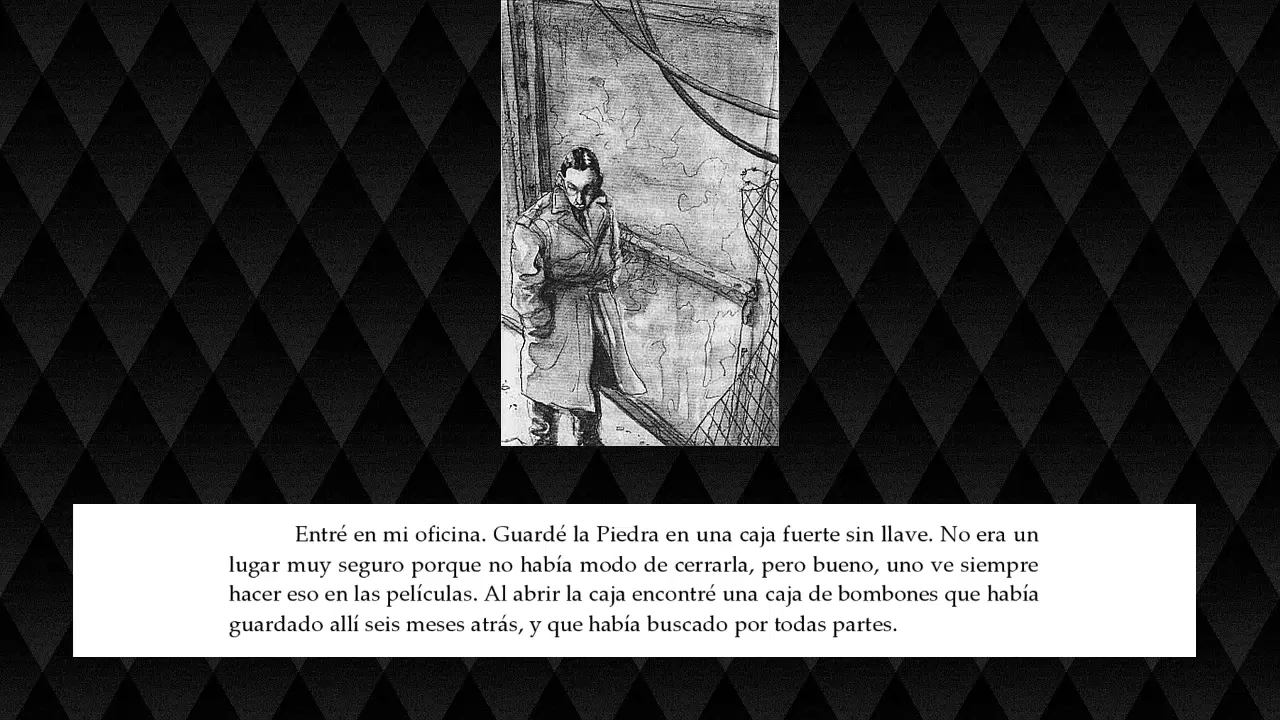 Entré en mi oficina. Guardé la Piedra en una caja fuerte sin llave. No era un
lugar muy seguro porque no había modo de cerrarla, pero bueno, uno ve siempre
hacer eso en las películas. Al abrir la caja encontré una caja de bombones que había
guardado allí seis meses atrás, y que había buscado por todas partes.